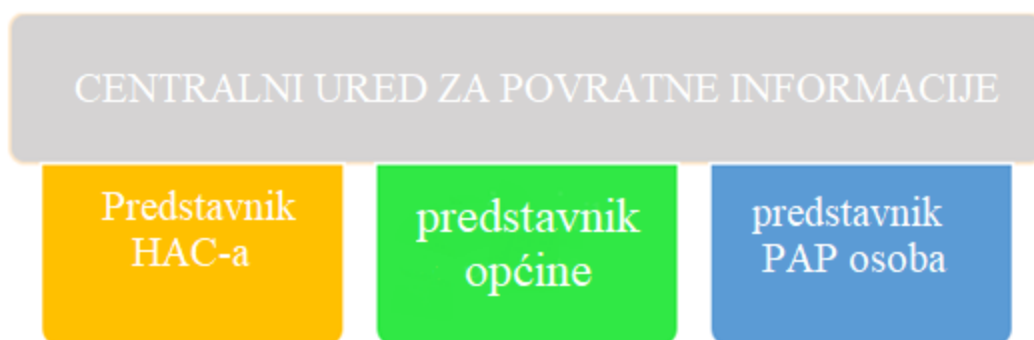 CENTRALNI URED ZA POVRATNE INFORMACIJE
Predstavnik
HAC-a
predstavnik
općine
predstavnik
PAP osoba